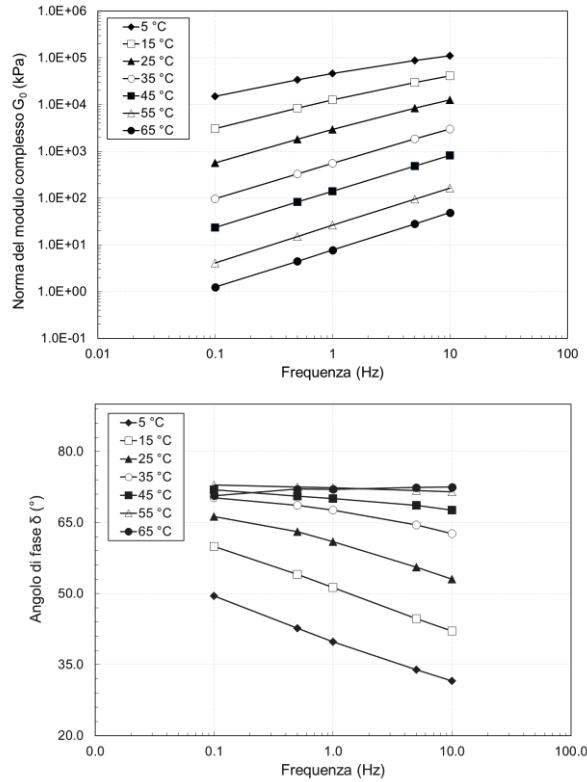 1.0E+06
1.0E+05
1.0E+04
1.0E+03
1.0E+02
1.0E+01
1.0E+00
1.0E-01
Norma del modulo complesso G0 (kPa)
5 °C
15 °C
25 °C
35 °C
45 °C
55 °C
65 °C
0.01
0.1
1
10
100
Frequenza (Hz)
80.0
65.0
50.0
35.0
20.0
Angolo di fase δ (°)
5 °C
15 °C
25 °C
35 °C
45 °C
55 °C
65 °C
0.0
0.1
1.0
10.0
100.0
Frequenza (Hz)